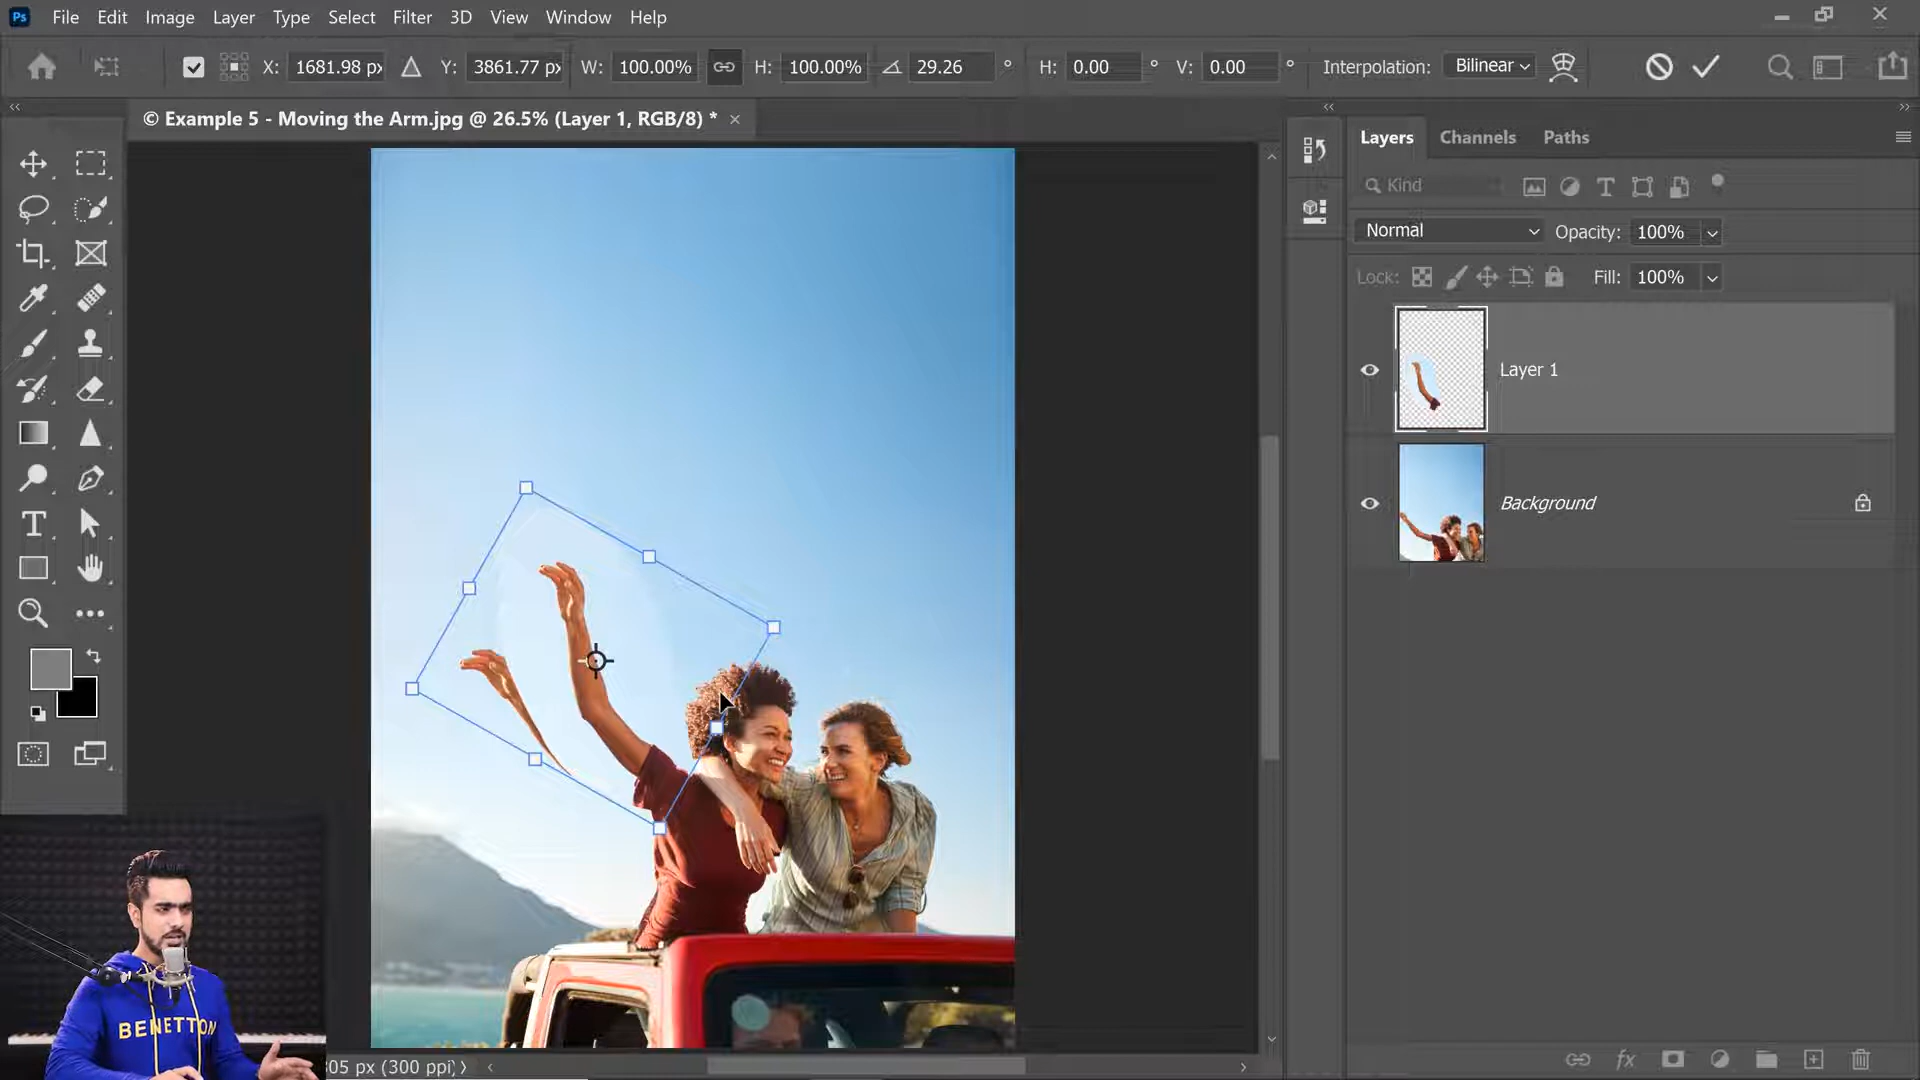 Ps File Edit Image Layer Type Select Filter 3D View Window Help
X: 1681.98 px Y: 3861.77 px W: 100.00% H: 100.00% 29.26 ° H: 0.00 ° V: 0.00 ° Interpolation: Bilinear
© Example 5 - Moving the Arm.jpg @ 26.5% (Layer 1, RGB/8) *
Layers Channels Paths
Kind
Normal Opacity: 100%
Lock: Fill: 100%
Layer 1
Background
BENETTON
05 px (300 ppi)
fx